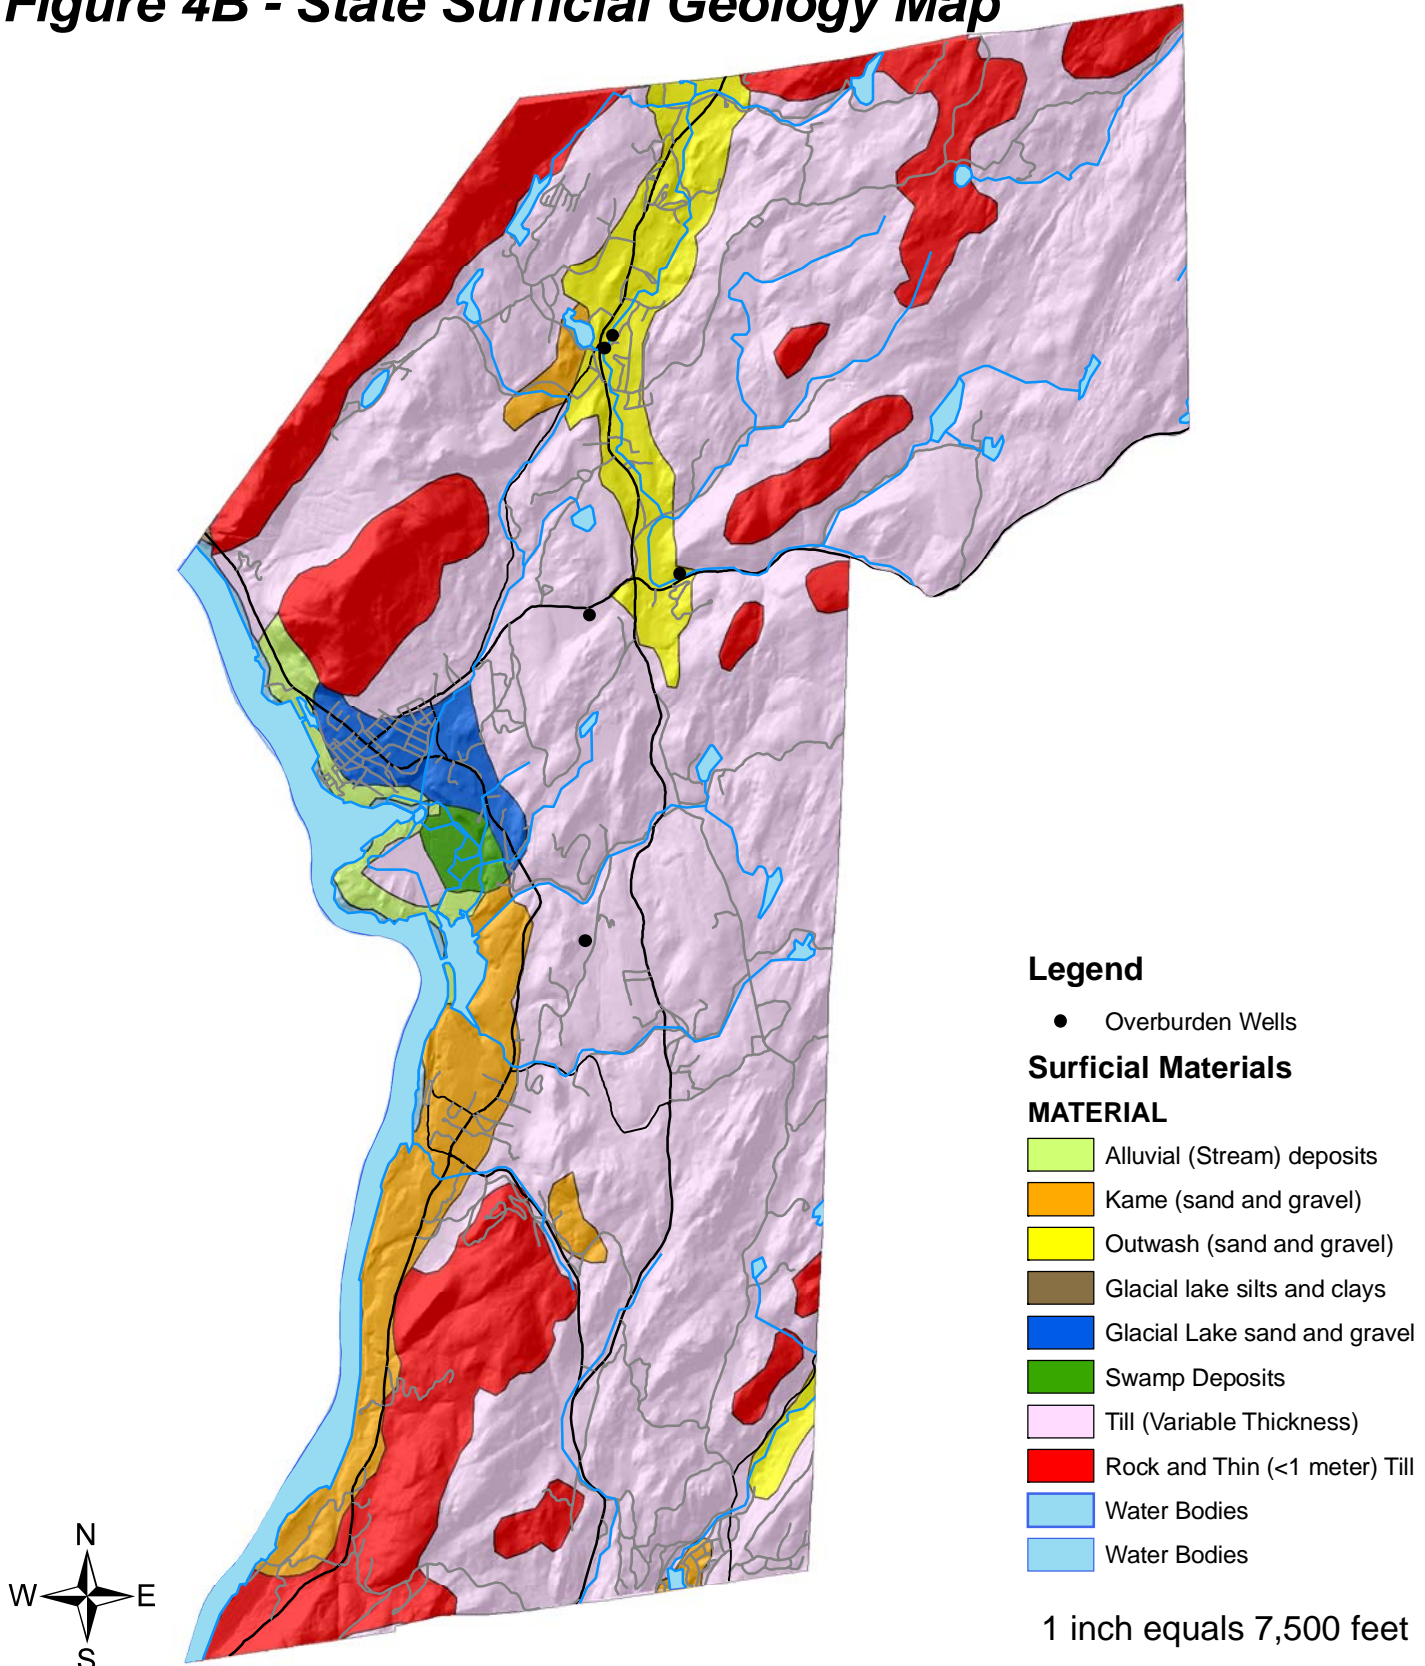 Figure 4B - State Surficial Geology Map
Legend
Overburden Wells
Surficial Materials
MATERIAL
Alluvial (Stream) deposits
Kame (sand and gravel)
Outwash (sand and gravel)
Glacial lake silts and clays
Glacial Lake sand and gravel
Swamp Deposits
Till (Variable Thickness)
Rock and Thin (<1 meter) Till
Water Bodies
Water Bodies
N
W E
S
1 inch equals 7,500 feet